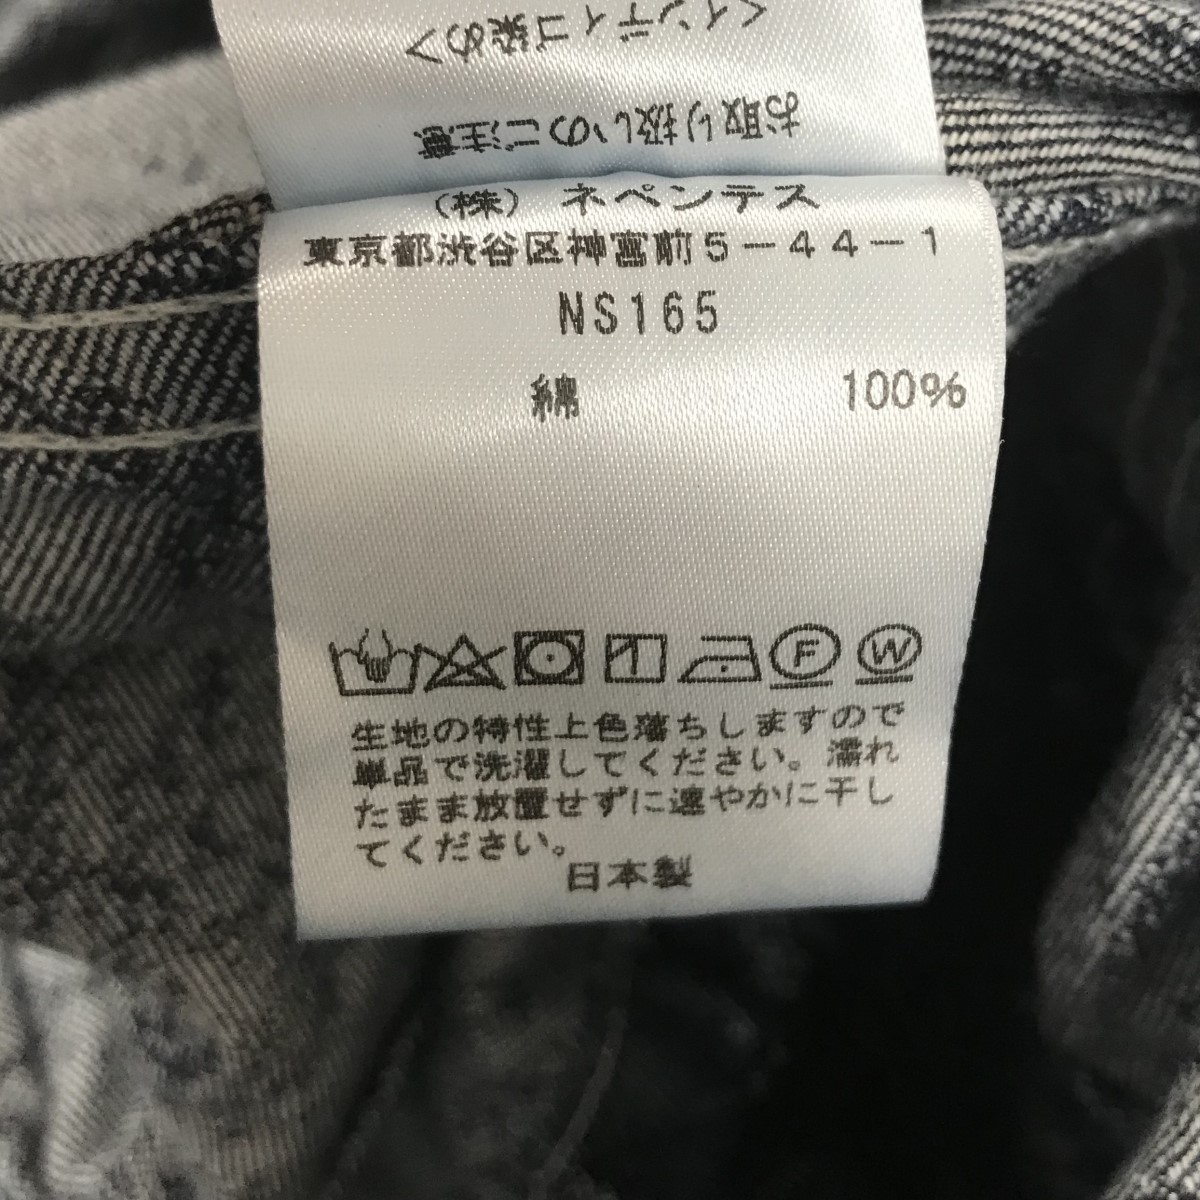 お取り扱いのご注意
<インディゴ染め>
(株) ネペンテス
東京都渋谷区神宮前5-44-1
NS165
綿 100%
F W
生地の特性上色落ちしますので
単品で洗濯してください。濡れ
たまま放置せずに速やかに干し
てください。
日本製